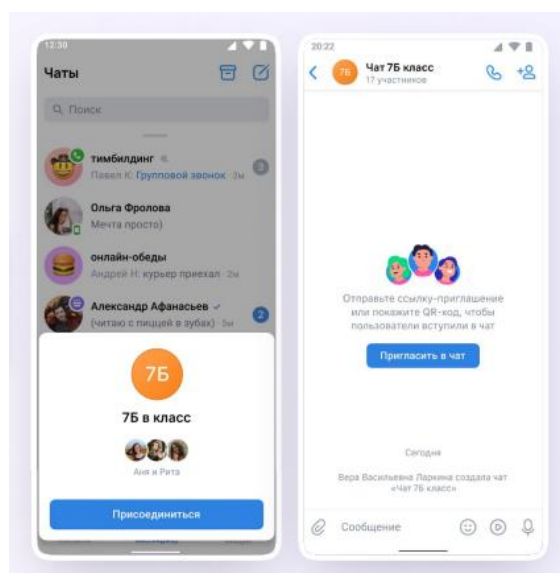 12:30
Чаты
Поиск
тимбилдинг
Павел К: Групповой звонок · 2м
3
Ольга Фролова
Мечта просто)
онлайн-обеды
Андрей Н: курьер приехал · 2м
Александр Афанасьев
(читаю с пиццей в зубах) · 5м
2
7Б
7Б в класс
Аня и Рита
Присоединиться
20:22
7Б
Чат 7Б класс
17 участников
Отправьте ссылку-приглашение
или покажите QR-код, чтобы
пользователи вступили в чат
Пригласить в чат
Сегодня
Вера Васильевна Ларкина создала чат
«Чат 7Б класс»
Сообщение